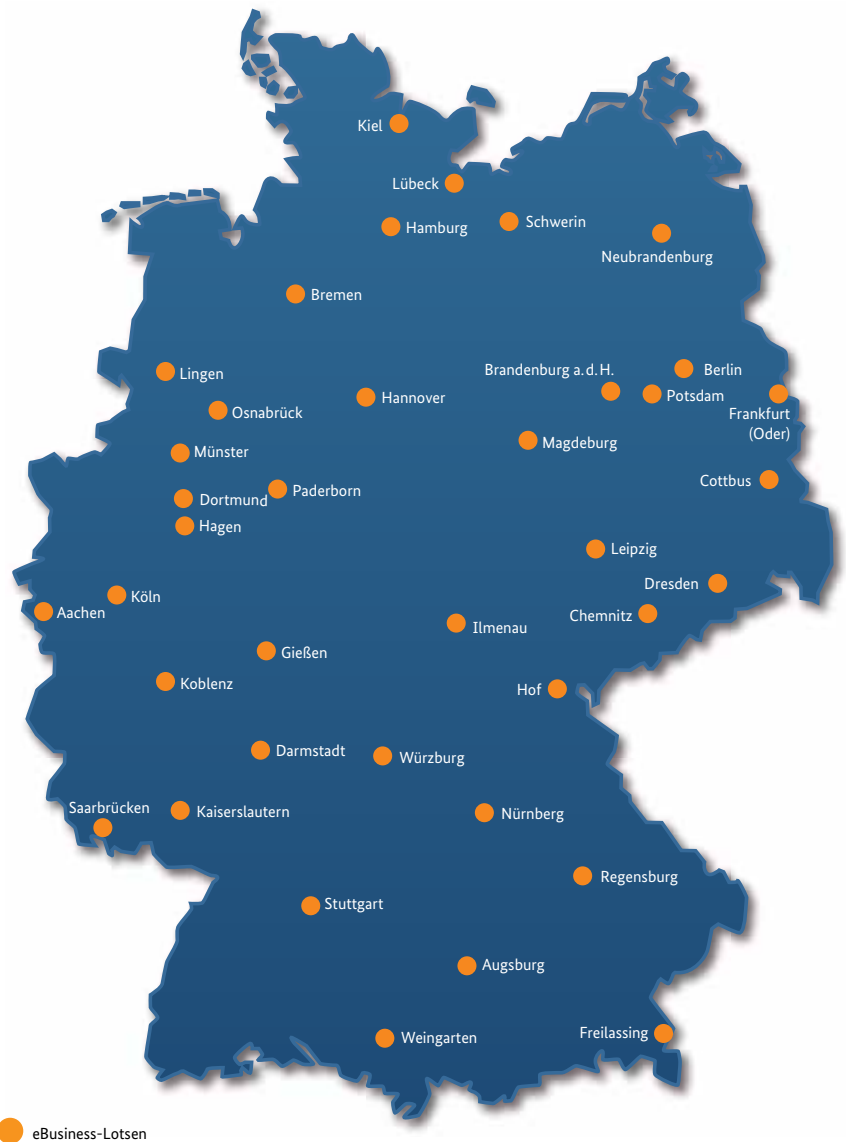 Kiel
Lübeck
Hamburg
Schwerin
Neubrandenburg
Bremen
Lingen
Osnabrück
Hannover
Brandenburg a. d. H.
Berlin
Potsdam
Frankfurt
(Oder)
Magdeburg
Münster
Cottbus
Paderborn
Dortmund
Hagen
Leipzig
Dresden
Köln
Aachen
Chemnitz
Ilmenau
Gießen
Koblenz
Hof
Darmstadt
Würzburg
Saarbrücken
Kaiserslautern
Nürnberg
Regensburg
Stuttgart
Augsburg
Freilassing
Weingarten
eBusiness-Lotsen